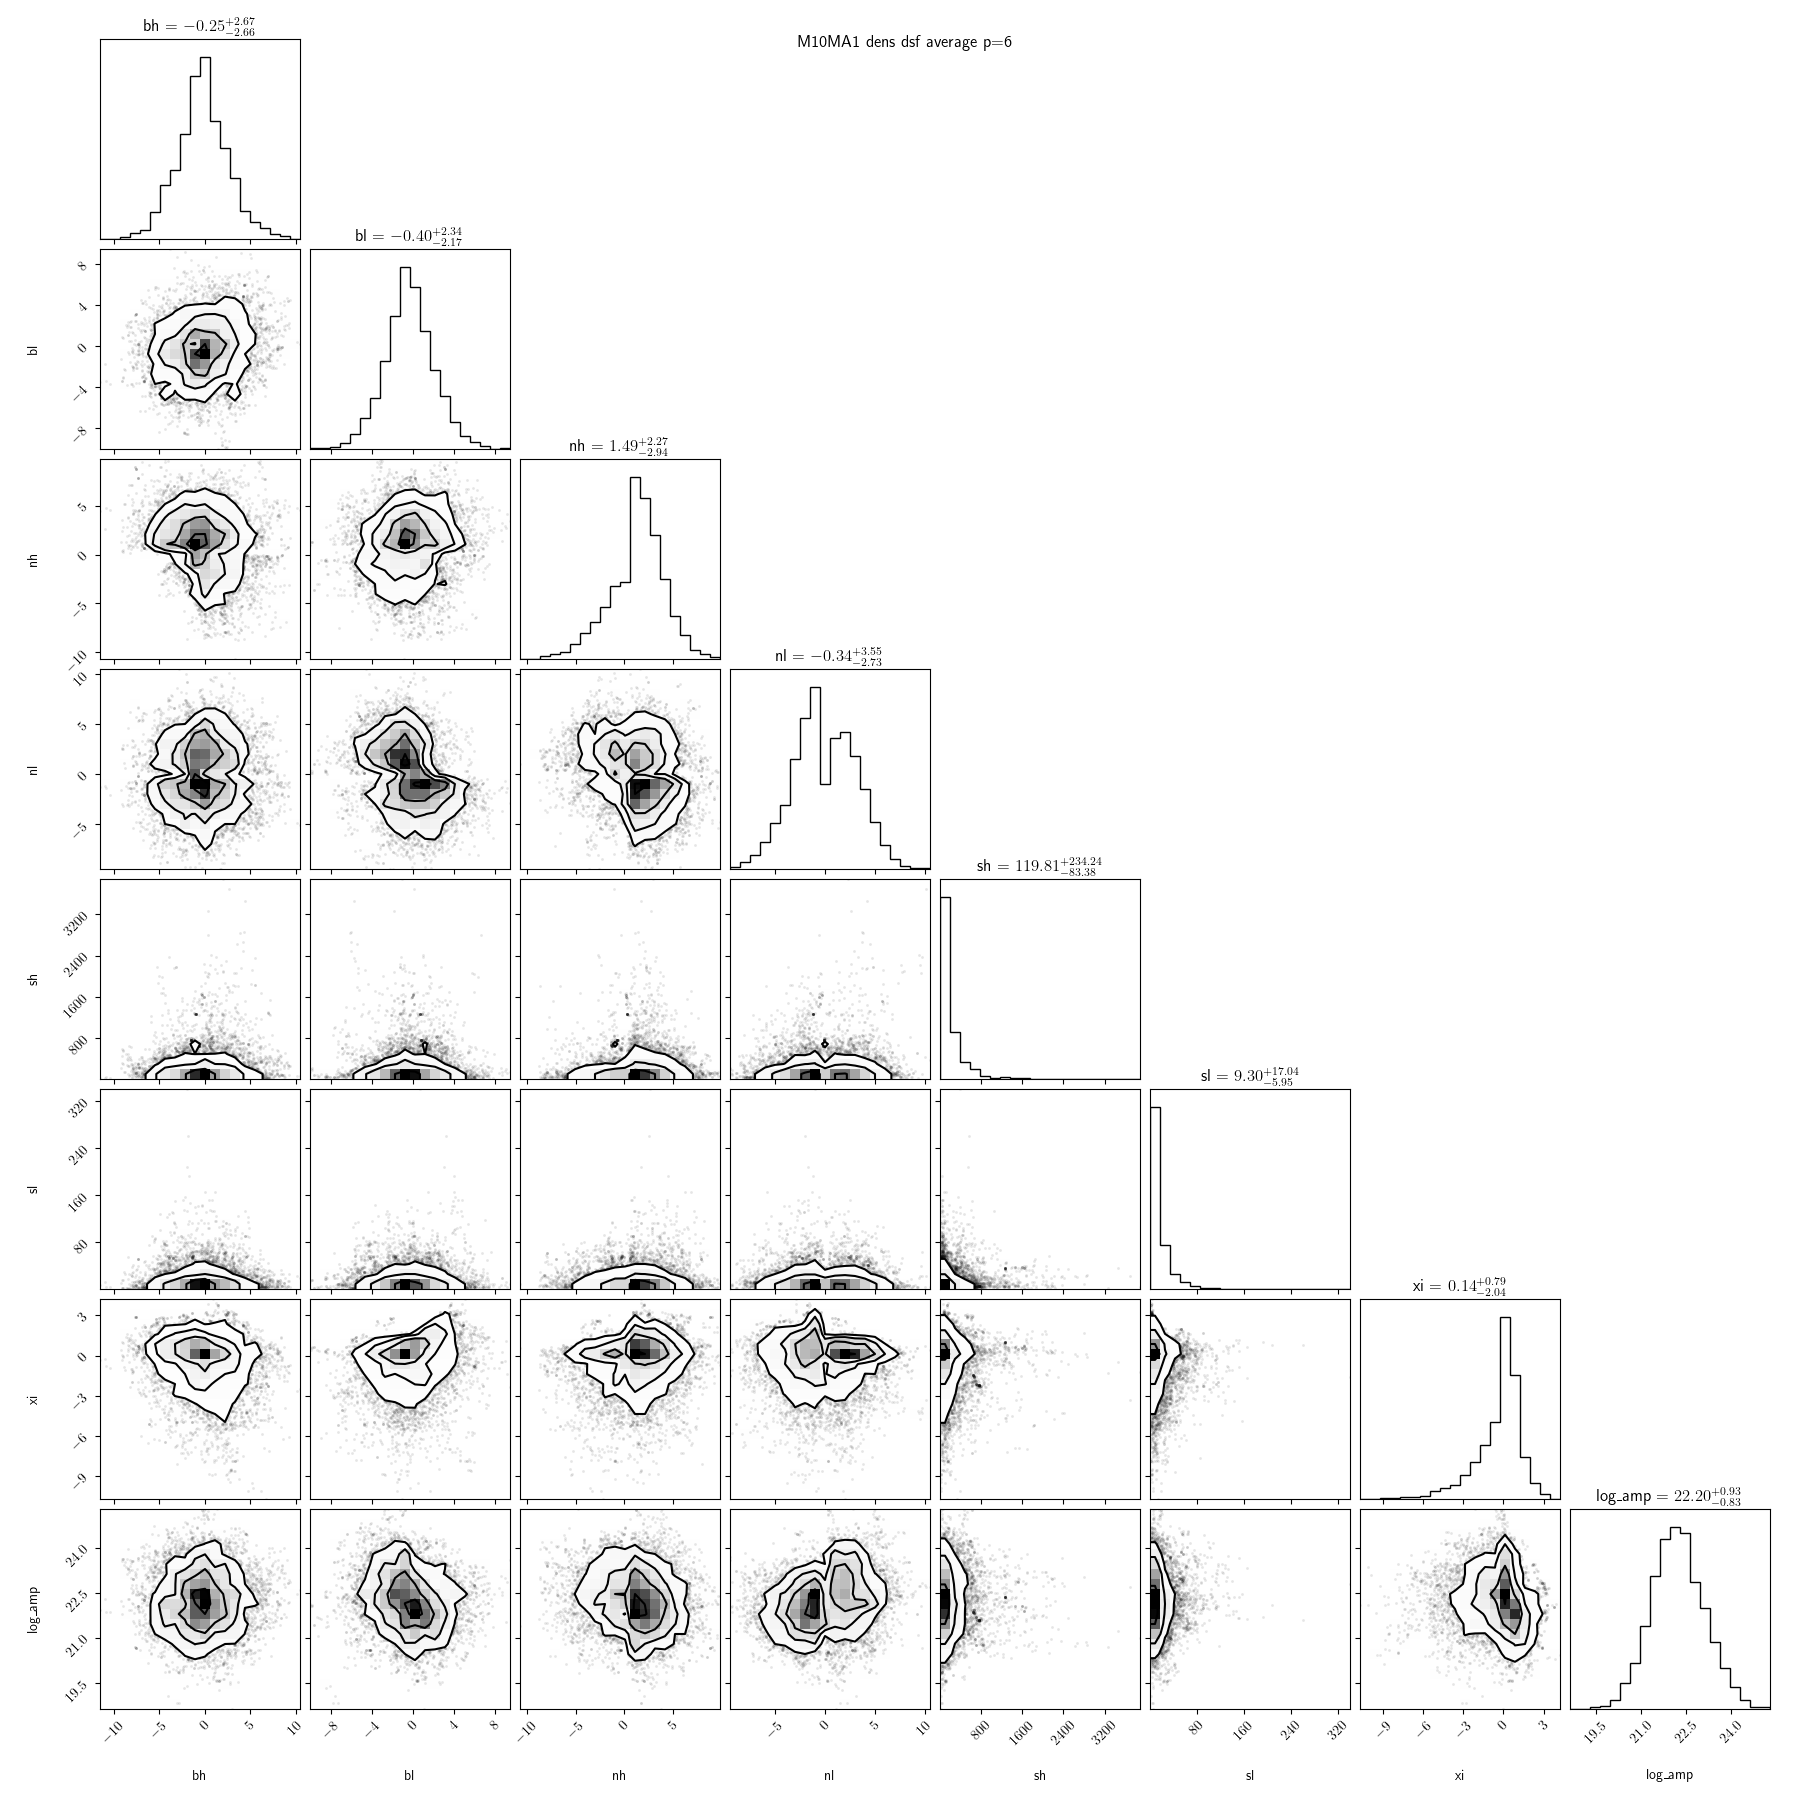 M10MA1 dens dsf average p=6
bh = −0.25 +2.67 −2.66
bl = −0.40 +2.34 −2.17
8
4
0
−4
−8
bl
nh = 1.49 +2.27 −2.94
5
0
−5
−10
nh
nl = −0.34 +3.55 −2.73
10
5
0
−5
nl
sh = 119.81 +234.24 −83.38
3200
2400
1600
800
sh
sl = 9.30 +17.04 −5.95
320
240
160
80
sl
xi = 0.14 +0.79 −2.04
3
0
−3
−6
−9
xi
log_amp = 22.20 +0.93 −0.83
24.0
22.5
21.0
19.5
log_amp
−10 −5 0 5 10 −8 −4 0 4 8 −10 −5 0 5 −5 0 5 10 800 1600 2400 3200 80 160 240 320 −9 −6 −3 0 3 19.5 21.0 22.5 24.0
bh bl nh nl sh sl xi log_amp